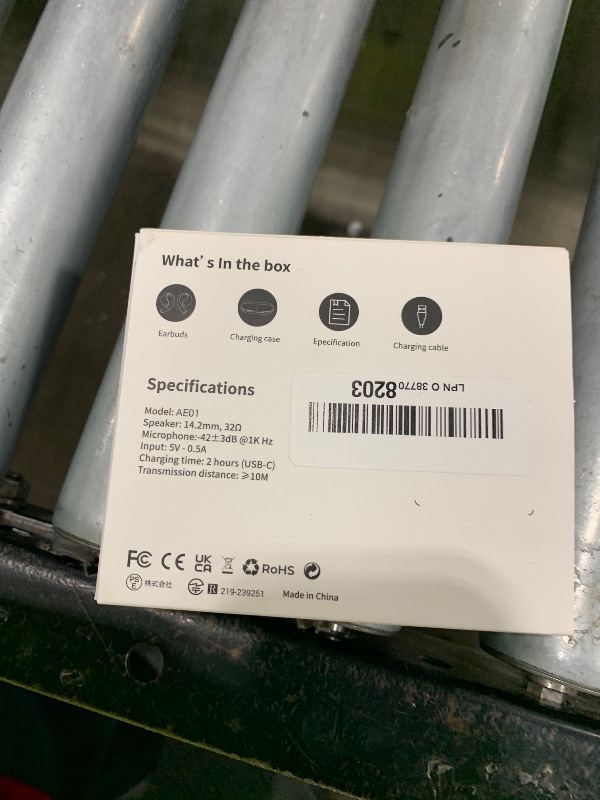 What's In the box
Earbuds
Charging case
Epecification
Charging cable
Specifications
LPN O 38770 8203
Model: AE01
Speaker: 14.2mm, 32Ω
Microphone:-42±3dB @1K Hz
Input: 5V - 0.5A
Charging time: 2 hours (USB-C)
Transmission distance: ⩾10M
FC CE UK CA RoHS
PS E 株式会社 R 219-239251 Made in China